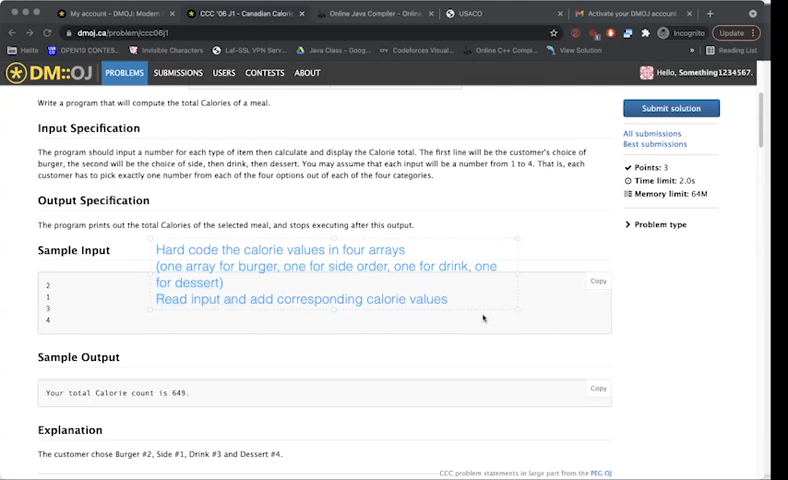 My account - DMOJ: Modern
CCC '06 J1 - Canadian Calorie
Online Java Compiler - Online
USACO
Activate your DMOJ account
dmoj.ca/problem/ccc06j1
Incognito
Update
Halite
OPEN10 CONTES...
Invisible Characters
Laf-SSL VPN Serv...
Java Class - Goog...
Codeforces Viewin...
Online C++ Compi...
View Solution
»
Reading List
DM::OJ
PROBLEMS
SUBMISSIONS
USERS
CONTESTS
ABOUT
Hello, Something1234567.
Write a program that will compute the total Calories of a meal.
Input Specification
The program should input a number for each type of item then calculate and display the Calorie total. The first line will be the customer's choice of
burger, the second will be the choice of side, then drink, then dessert. You may assume that each input will be a number from 1 to 4. That is, each
customer has to pick exactly one number from each of the four options out of each of the four categories.
Output Specification
The program prints out the total Calories of the selected meal, and stops executing after this output.
Sample Input
Hard code the calorie values in four arrays
(one array for burger, one for side order, one for drink, one
for dessert)
Read input and add corresponding calorie values
Copy
2
1
3
4
Sample Output
Copy
Your total Calorie count is 649.
Explanation
The customer chose Burger #2, Side #1, Drink #3 and Dessert #4.
CCC problem statements in large part from the PEG OJ
Submit solution
All submissions
Best submissions
Points: 3
Time limit: 2.0s
Memory limit: 64M
Problem type